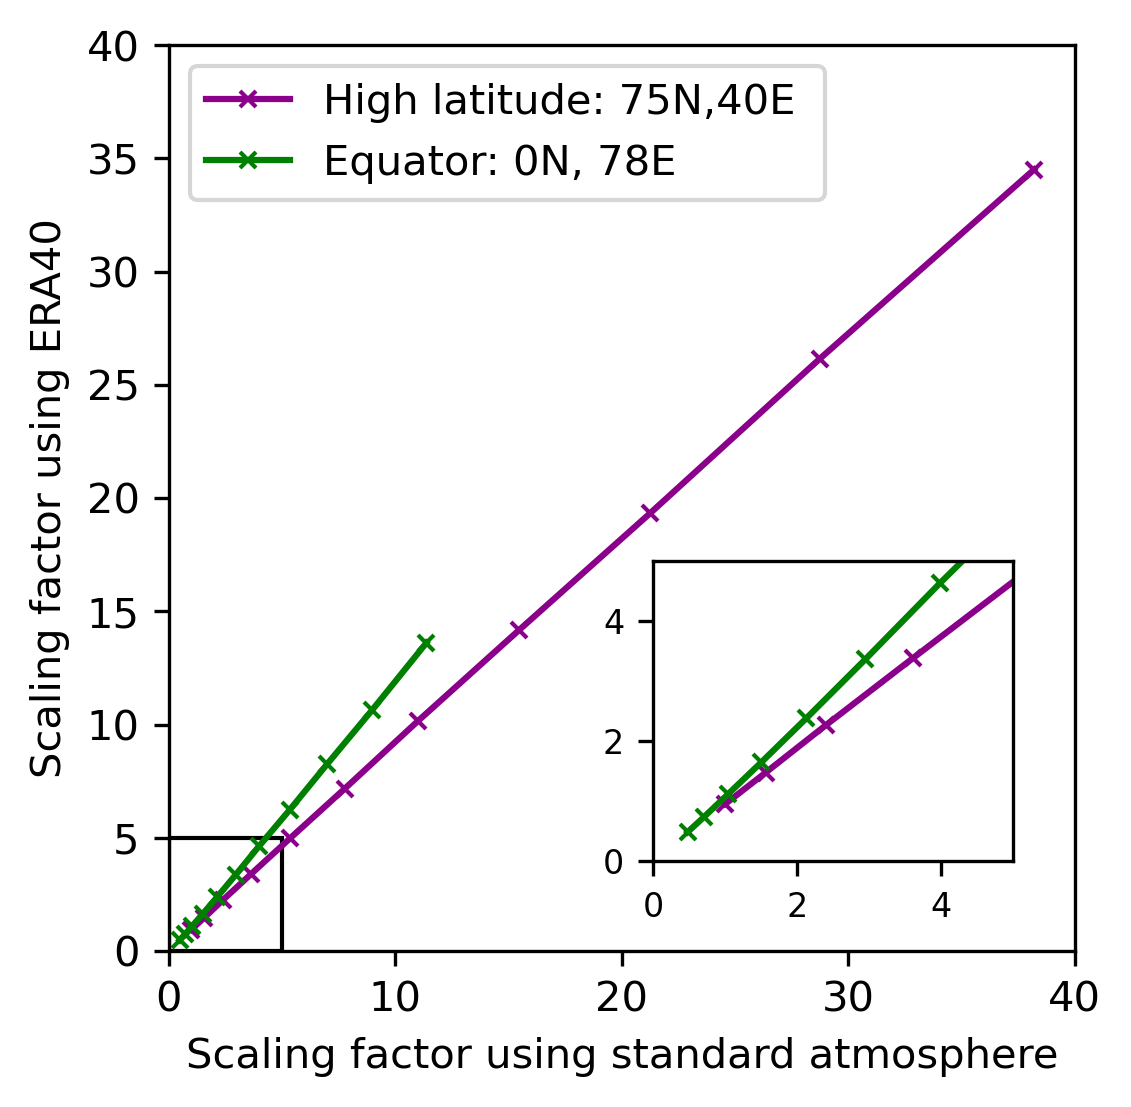 40
35
30
25
20
15
10
5
0
Scaling factor using ERA40
High latitude: 75N,40E
Equator: 0N, 78E
4
2
0
0 2 4
0 10 20 30 40
Scaling factor using standard atmosphere